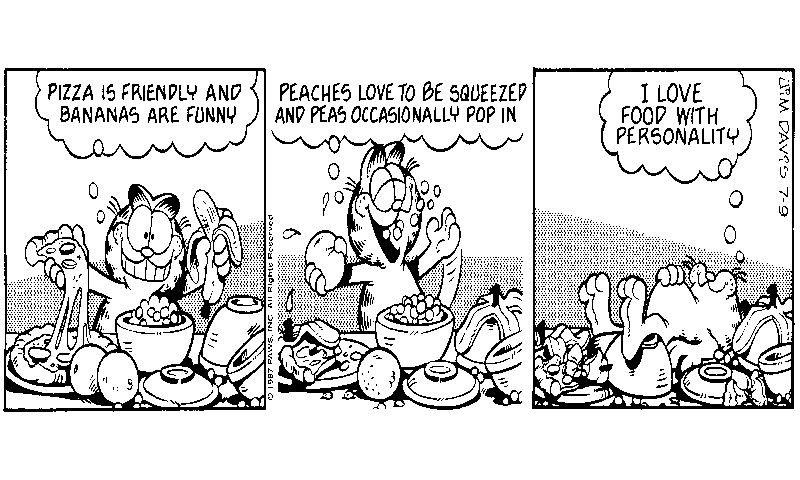 PIZZA IS FRIENDLY AND
BANANAS ARE FUNNY
PEACHES LOVE TO BE SQUEEZED
AND PEAS OCCASIONALLY POP IN
I LOVE
FOOD WITH
PERSONALITY
JIM DAVIS 7-9
© 1987 PAWS, INC. All Rights Reserved